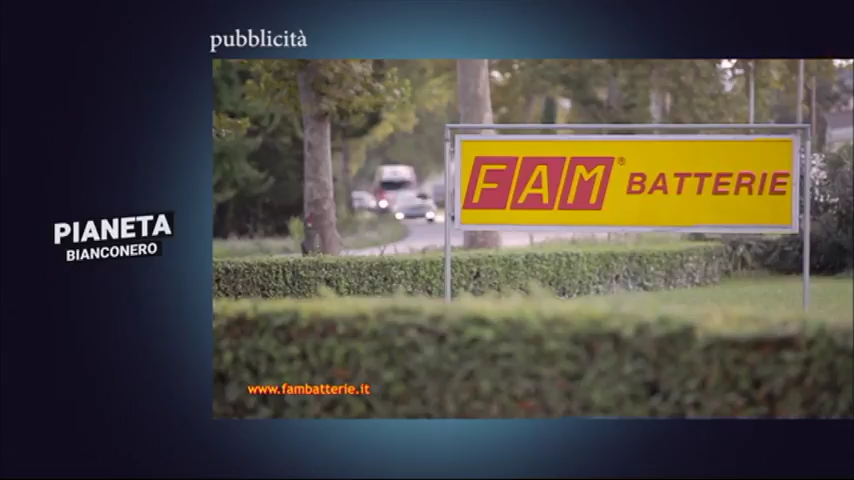 pubblicità
FAM® BATTERIE
PIANETA
BIANCONERO
www.fambatterie.it